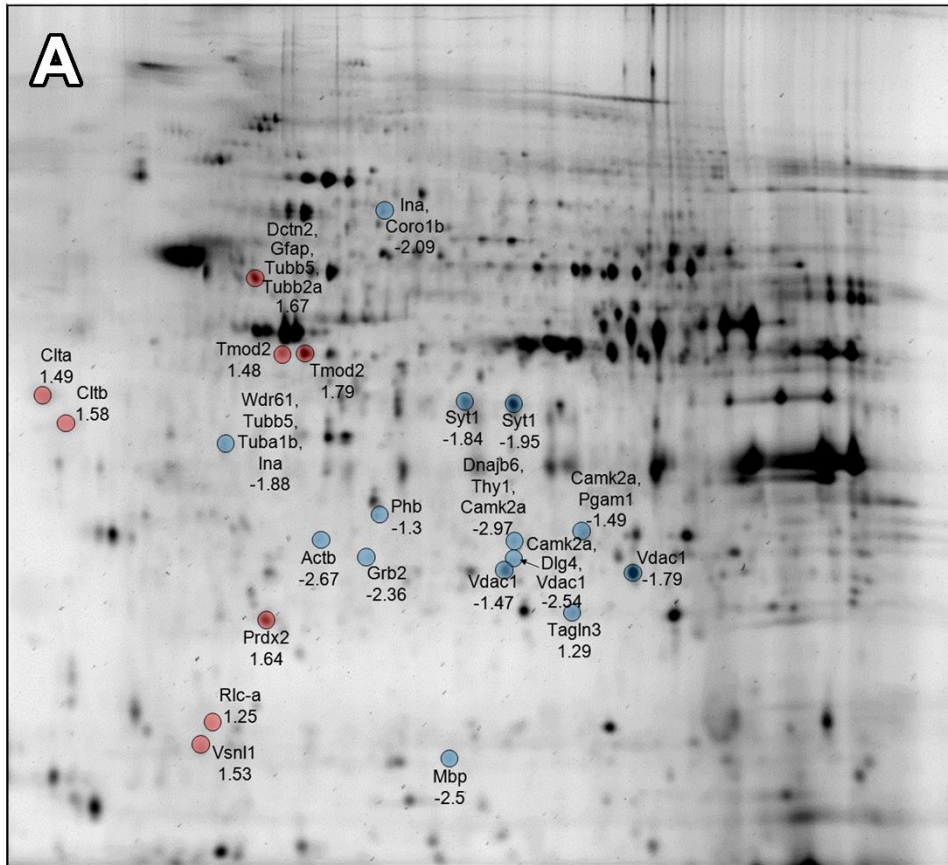 A
Ina,
Coro1b
-2.09
Dctn2,
Gfap,
Tubb5,
Tubb2a
1.67
Tmod2
1.48
Tmod2
1.79
Clta
1.49
Cltb
1.58
Wdr61,
Tubb5,
Tuba1b,
Ina
-1.88
Syt1
-1.84
Syt1
-1.95
Dnajb6,
Thy1,
Camk2a
-2.97
Camk2a,
Pgam1
-1.49
Phb
-1.3
Actb
-2.67
Grb2
-2.36
Camk2a,
Dlg4,
Vdac1
-2.54
Vdac1
-1.47
Vdac1
-1.79
Tagln3
1.29
Prdx2
1.64
Rlc-a
1.25
Vsnl1
1.53
Mbp
-2.5